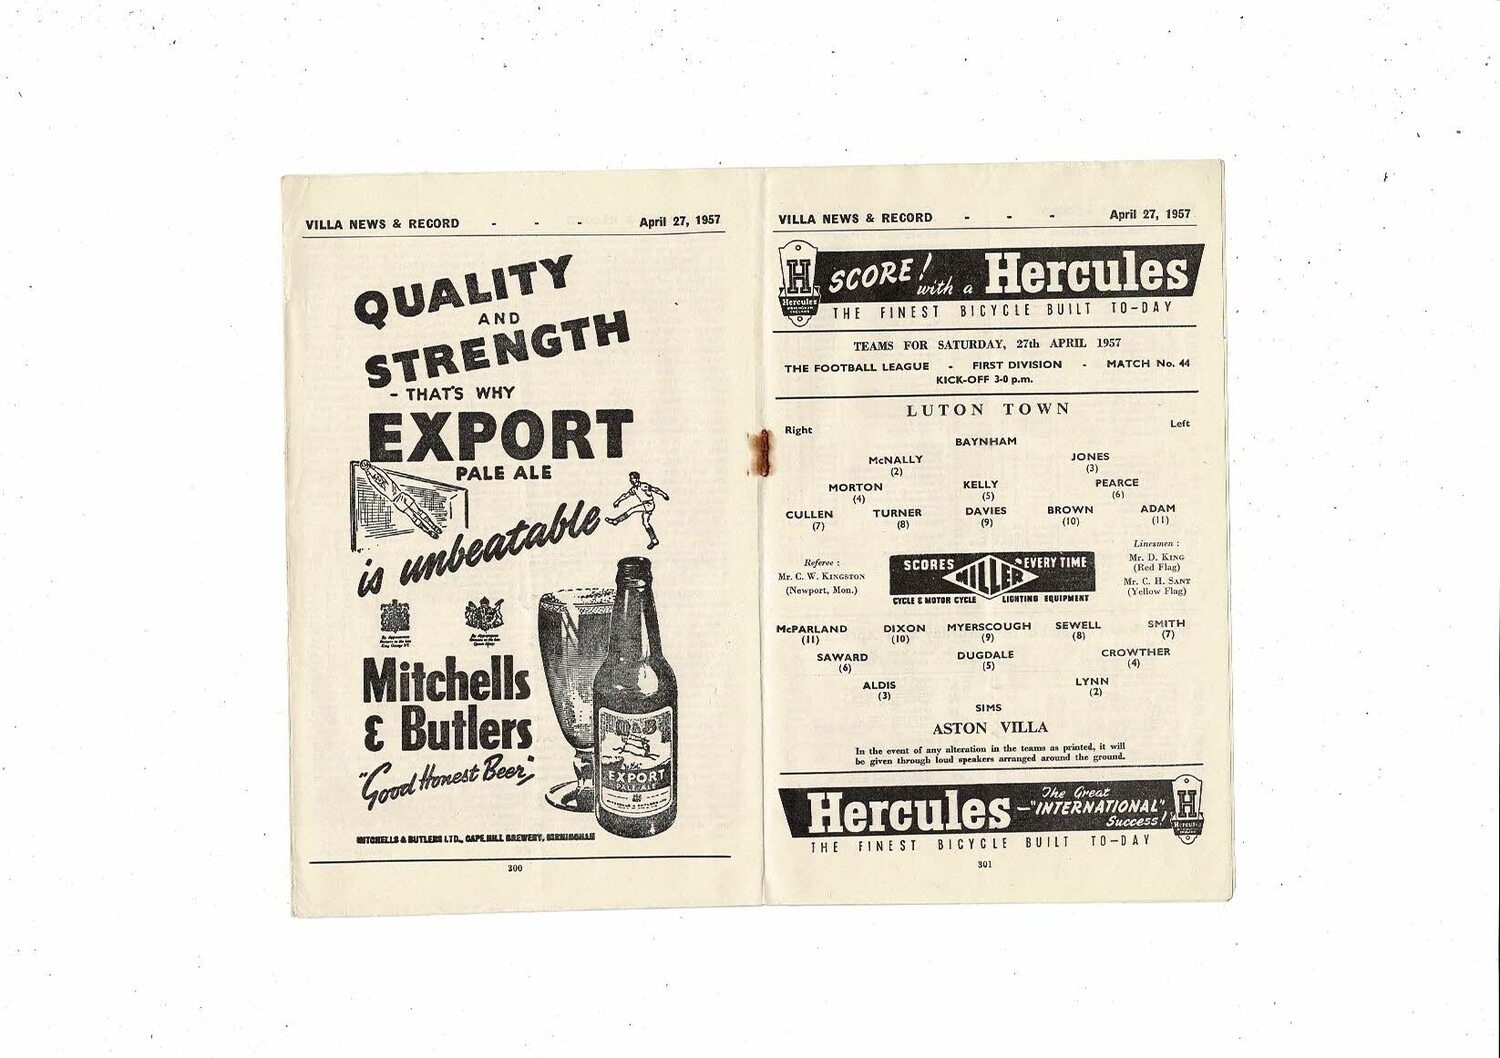 VILLA NEWS & RECORD - - - April 27, 1957
QUALITY
AND
STRENGTH
- THAT'S WHY
EXPORT
PALE ALE
is unbeatable
Mitchells
& Butlers
"Good Honest Beer"
M&B
EXPORT
PALE ALE
MITCHELLS & BUTLERS LTD., CAPE HILL BREWERY, BIRMINGHAM
300
VILLA NEWS & RECORD - - - April 27, 1957
H
Hercules
SCORE! with a Hercules
THE FINEST BICYCLE BUILT TO-DAY
TEAMS FOR SATURDAY, 27th APRIL 1957
THE FOOTBALL LEAGUE - FIRST DIVISION - MATCH No. 44
KICK-OFF 3-0 p.m.
LUTON TOWN
Right Left
BAYNHAM
McNALLY JONES
(2) (3)
MORTON KELLY PEARCE
(4) (5) (6)
CULLEN TURNER DAVIES BROWN ADAM
(7) (8) (9) (10) (11)
Referee :
Mr. C. W. KINGSTON
(Newport, Mon.)
SCORES MILLER EVERY TIME
CYCLE & MOTOR CYCLE LIGHTING EQUIPMENT
Linesmen :
Mr. D. KING
(Red Flag)
Mr. C. H. SANT
(Yellow Flag)
McPARLAND DIXON MYERSCOUGH SEWELL SMITH
(11) (10) (9) (8) (7)
SAWARD DUGDALE CROWTHER
(6) (5) (4)
ALDIS LYNN
(3) (2)
SIMS
ASTON VILLA
In the event of any alteration in the teams as printed, it will
be given through loud speakers arranged around the ground.
Hercules - The Great "INTERNATIONAL" Success!
H
Hercules
THE FINEST BICYCLE BUILT TO-DAY
301